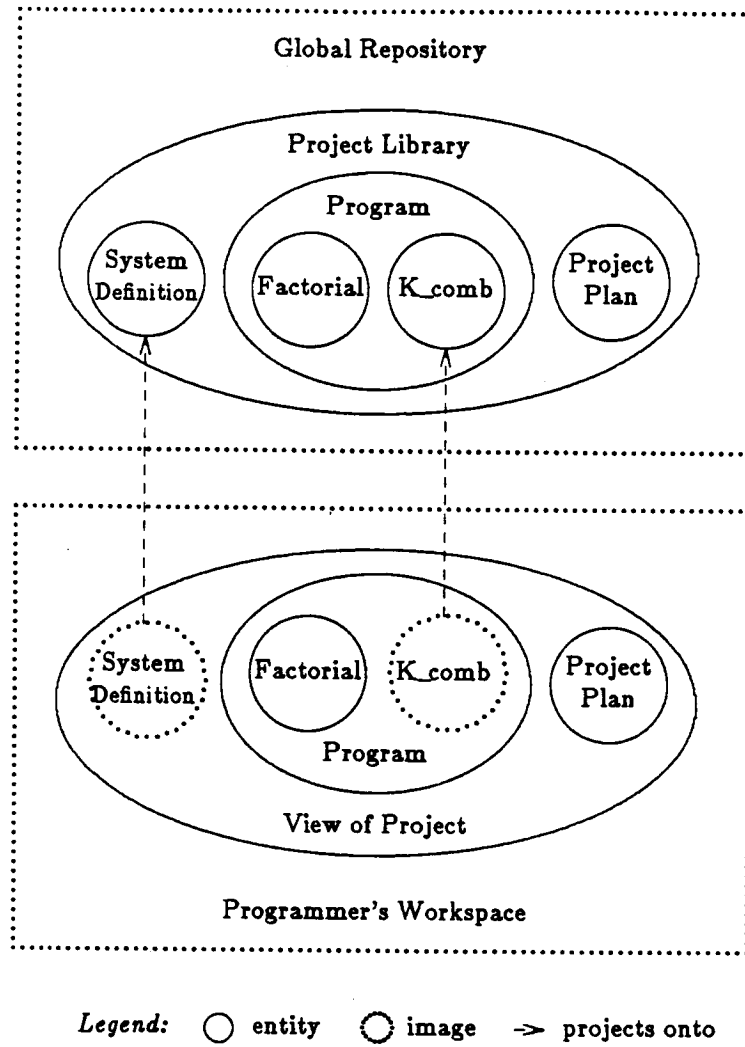 Global Repository
Project Library
Program
System
Definition
Factorial
K_comb
Project
Plan
System
Definition
Factorial
K_comb
Project
Plan
Program
View of Project
Programmer's Workspace
Legend: entity image projects onto